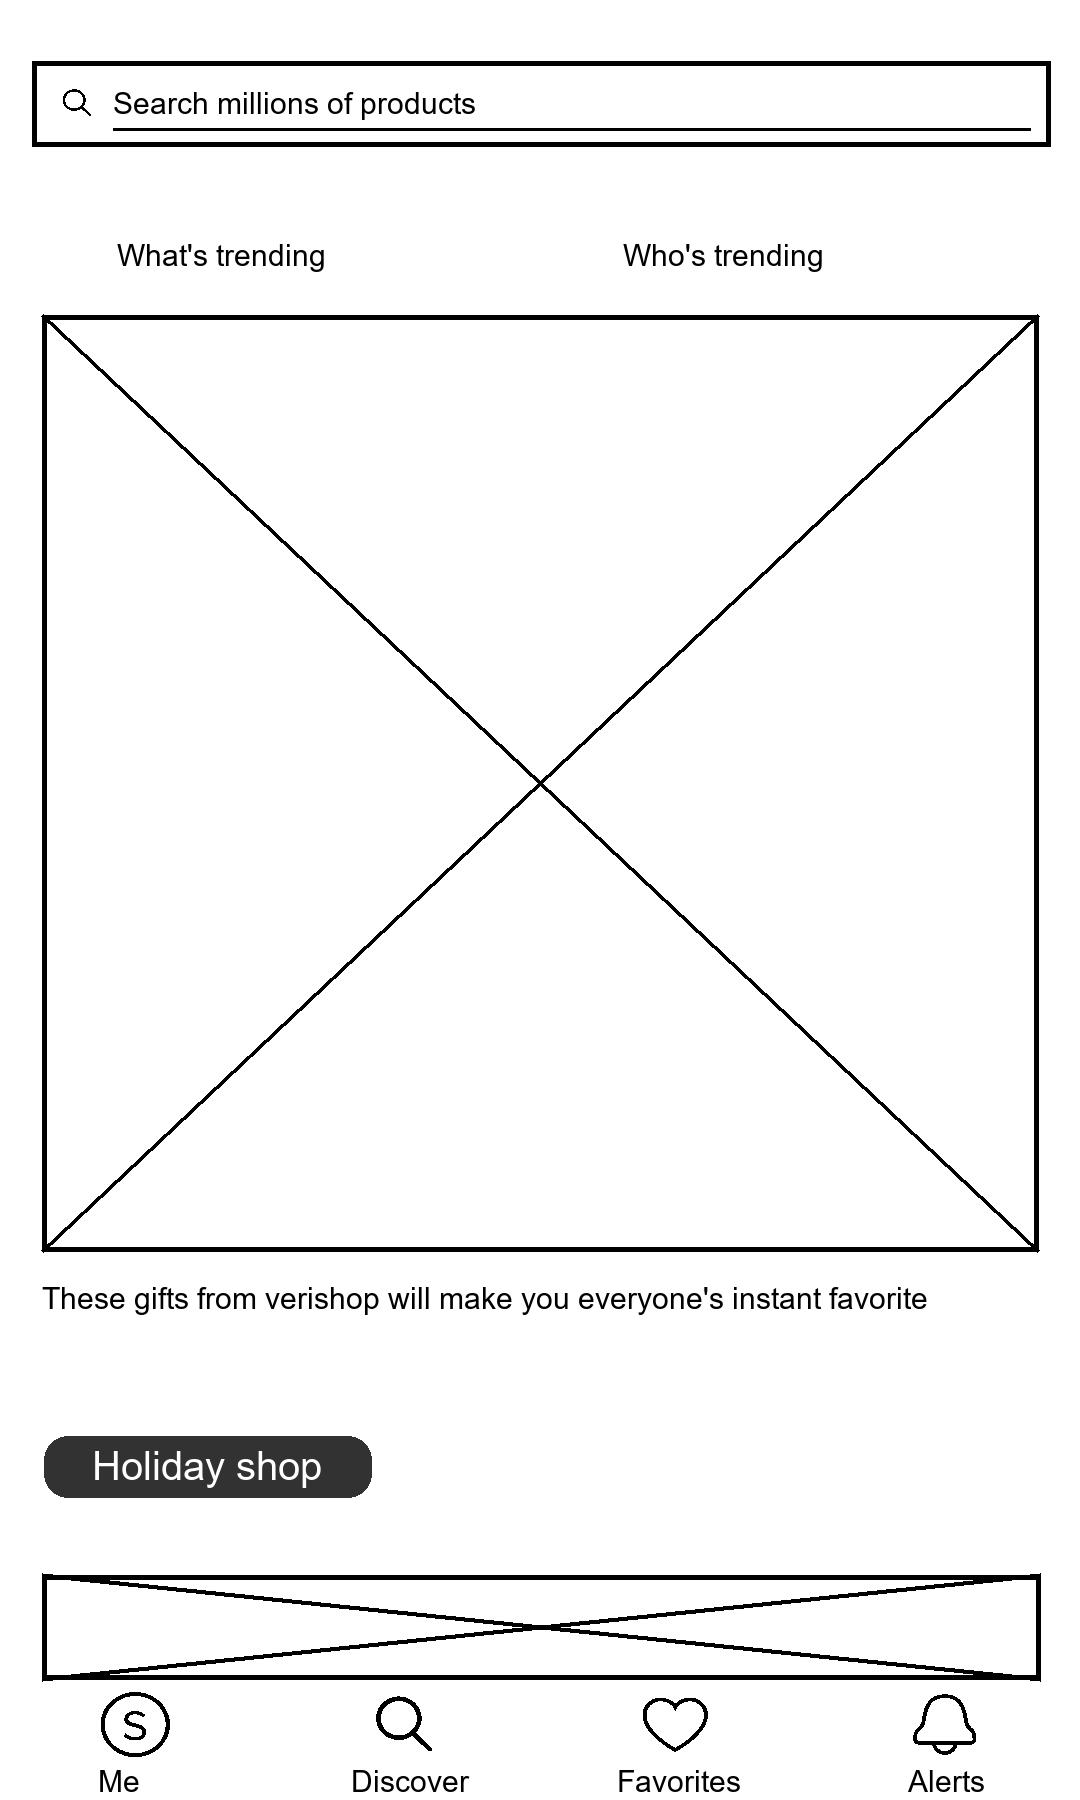 Search millions of products
What's trending
Who's trending
These gifts from verishop will make you everyone's instant favorite
Holiday shop
S
Me
Discover
Favorites
Alerts